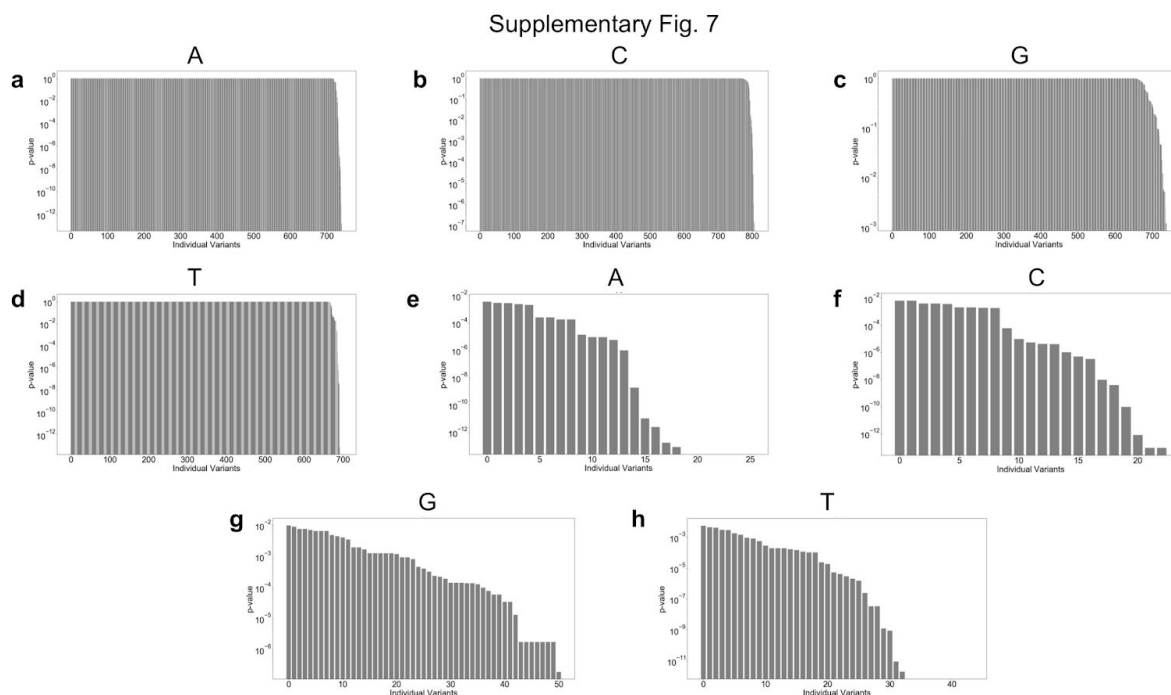 Supplementary Fig. 7
A
a
p-value
10^0
10^−2
10^−4
10^−6
10^−8
10^−10
10^−12
0 100 200 300 400 500 600 700
Individual Variants
C
b
p-value
10^0
10^−1
10^−2
10^−3
10^−4
10^−5
10^−6
10^−7
0 100 200 300 400 500 600 700 800
Individual Variants
G
c
p-value
10^0
10^−1
10^−2
10^−3
0 100 200 300 400 500 600 700
Individual Variants
T
d
p-value
10^0
10^−2
10^−4
10^−6
10^−8
10^−10
10^−12
0 100 200 300 400 500 600 700
Individual Variants
A
e
p-value
10^−2
10^−4
10^−6
10^−8
10^−10
10^−12
0 5 10 15 20 25
Individual Variants
C
f
p-value
10^−2
10^−4
10^−6
10^−8
10^−10
10^−12
0 5 10 15 20
Individual Variants
G
g
p-value
10^−2
10^−3
10^−4
10^−5
10^−6
0 10 20 30 40 50
Individual Variants
T
h
p-value
10^−3
10^−5
10^−7
10^−9
10^−11
0 10 20 30 40
Individual Variants